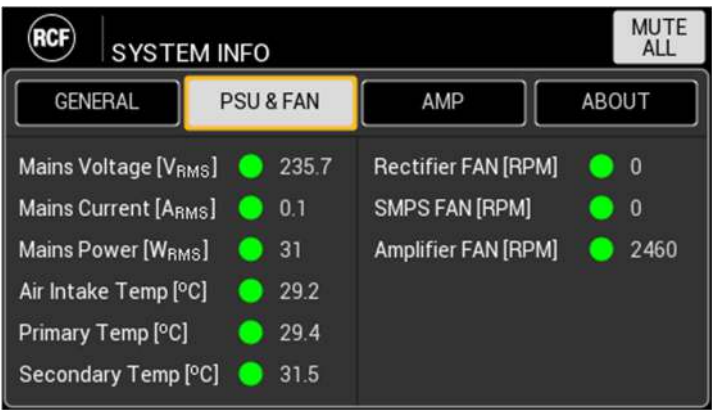 RCF
SYSTEM INFO
MUTE
ALL
GENERAL
PSU & FAN
AMP
ABOUT
Mains Voltage [VRMS] 235.7
Mains Current [ARMS] 0.1
Mains Power [WRMS] 31
Air Intake Temp [ºC] 29.2
Primary Temp [ºC] 29.4
Secondary Temp [ºC] 31.5
Rectifier FAN [RPM] 0
SMPS FAN [RPM] 0
Amplifier FAN [RPM] 2460